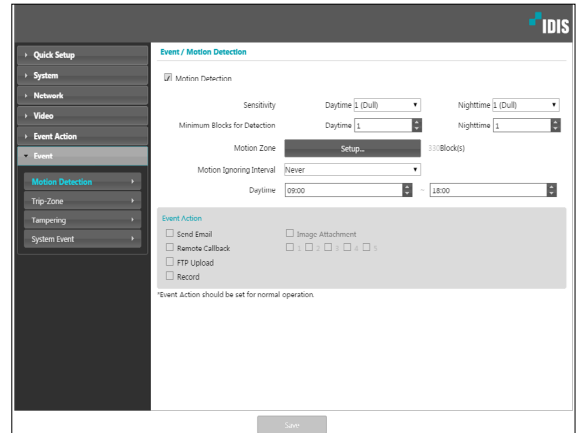 IDIS
Quick Setup
System
Network
Video
Event Action
Event
Motion Detection
Trip-Zone
Tampering
System Event
Event / Motion Detection
Motion Detection
Sensitivity Daytime 1 (Dull) Nighttime 1 (Dull)
Minimum Blocks for Detection Daytime 1 Nighttime 1
Motion Zone Setup... 330Block(s)
Motion Ignoring Interval Never
Daytime 09:00 ~ 18:00
Event Action
Send Email Image Attachment
Remote Callback 1 2 3 4 5
FTP Upload
Record
*Event Action should be set for normal operation.
Save